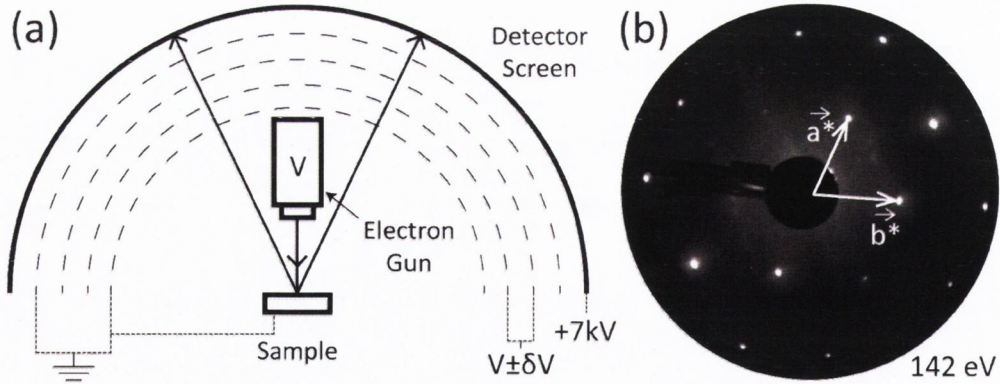 (a)
Detector
Screen
V
Electron
Gun
+7kV
Sample
V±δV
(b)
a*
b*
142 eV